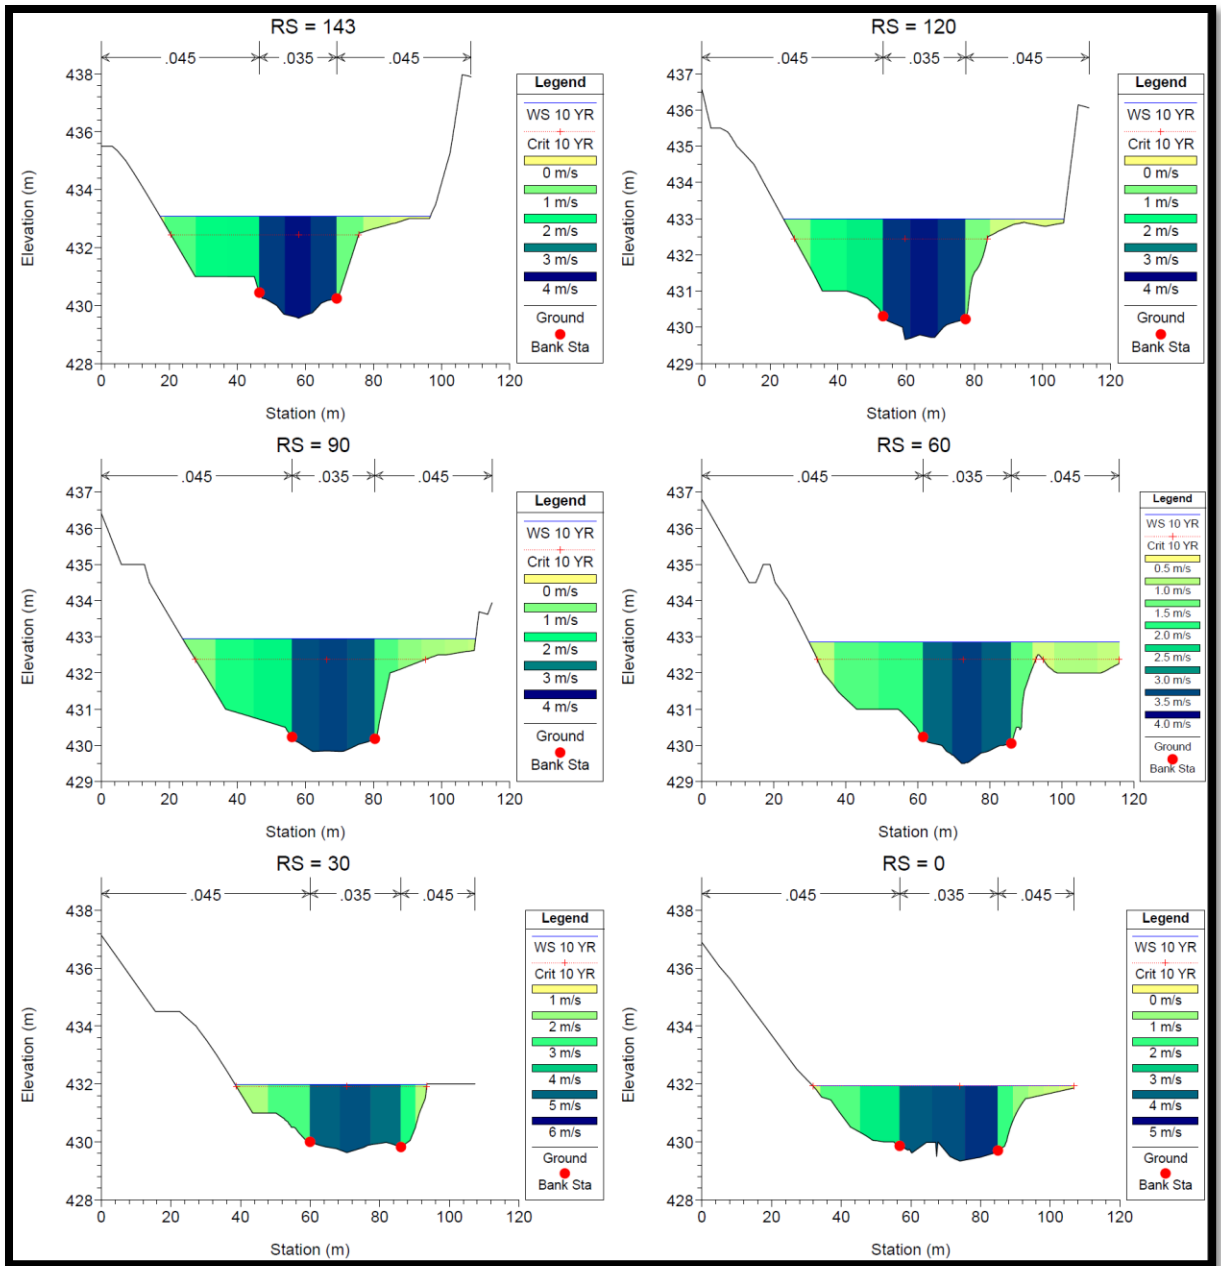 RS = 143
.045 .035 .045
438
436
434
432
430
428
Elevation (m)
0 20 40 60 80 100 120
Station (m)
Legend
WS 10 YR
Crit 10 YR
0 m/s
1 m/s
2 m/s
3 m/s
4 m/s
Ground
Bank Sta
RS = 120
.045 .035 .045
437
436
435
434
433
432
431
430
429
Elevation (m)
0 20 40 60 80 100 120
Station (m)
Legend
WS 10 YR
Crit 10 YR
0 m/s
1 m/s
2 m/s
3 m/s
4 m/s
Ground
Bank Sta
RS = 90
.045 .035 .045
437
436
435
434
433
432
431
430
429
Elevation (m)
0 20 40 60 80 100 120
Station (m)
Legend
WS 10 YR
Crit 10 YR
0 m/s
1 m/s
2 m/s
3 m/s
4 m/s
Ground
Bank Sta
RS = 60
.045 .035 .045
437
436
435
434
433
432
431
430
429
Elevation (m)
0 20 40 60 80 100 120
Station (m)
Legend
WS 10 YR
Crit 10 YR
0.5 m/s
1.0 m/s
1.5 m/s
2.0 m/s
2.5 m/s
3.0 m/s
3.5 m/s
4.0 m/s
Ground
Bank Sta
RS = 30
.045 .035 .045
438
436
434
432
430
428
Elevation (m)
0 20 40 60 80 100 120
Station (m)
Legend
WS 10 YR
Crit 10 YR
1 m/s
2 m/s
3 m/s
4 m/s
5 m/s
6 m/s
Ground
Bank Sta
RS = 0
.045 .035 .045
438
436
434
432
430
428
Elevation (m)
0 20 40 60 80 100 120
Station (m)
Legend
WS 10 YR
Crit 10 YR
0 m/s
1 m/s
2 m/s
3 m/s
4 m/s
5 m/s
Ground
Bank Sta